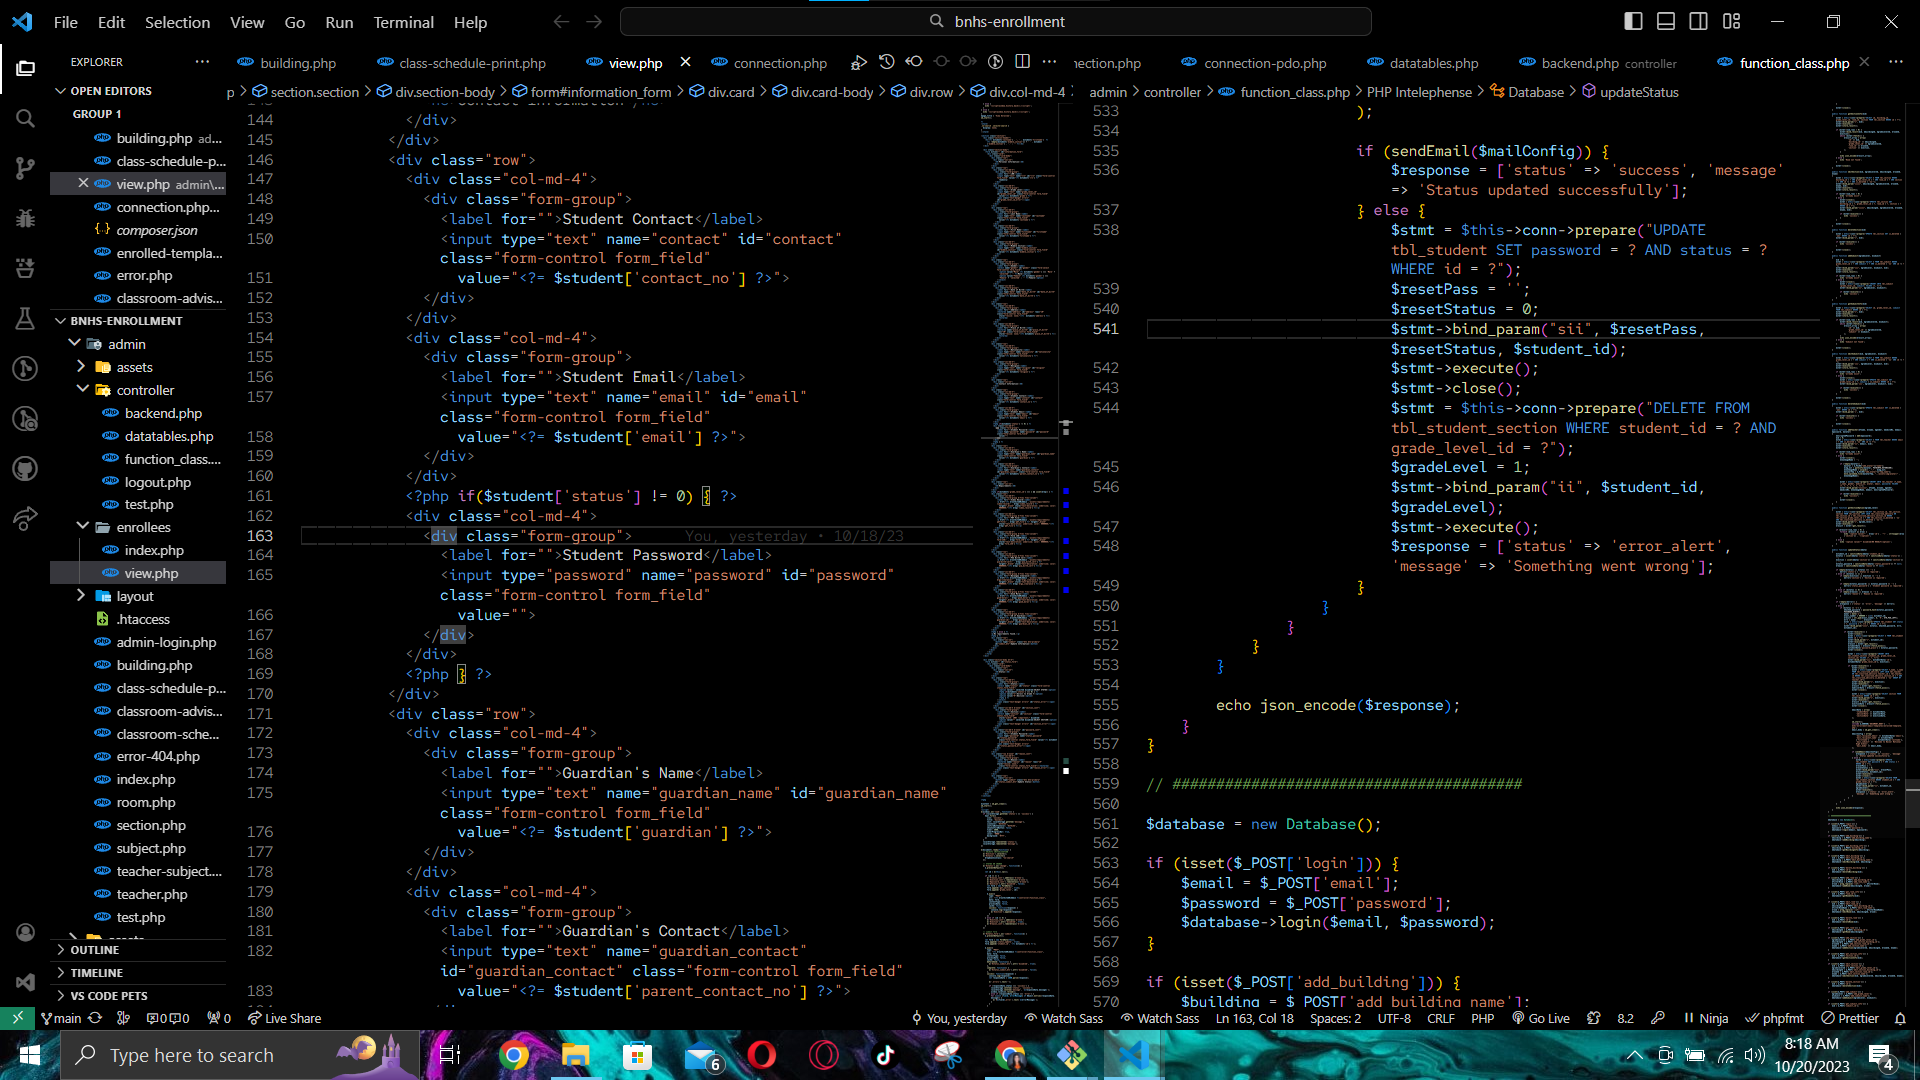 File Edit Selection View Go Run Terminal Help
bnhs-enrollment
EXPLORER
OPEN EDITORS
GROUP 1
building.php ad...
class-schedule-p...
view.php admin\...
connection.php...
composer.json
enrolled-templa...
error.php
classroom-advis...
BNHS-ENROLLMENT
admin
assets
controller
backend.php
datatables.php
function_class....
logout.php
test.php
enrollees
index.php
view.php
layout
.htaccess
admin-login.php
building.php
class-schedule-p...
classroom-advis...
classroom-sche...
error-404.php
index.php
room.php
section.php
subject.php
teacher-subject....
teacher.php
test.php
OUTLINE
TIMELINE
VS CODE PETS
building.php class-schedule-print.php view.php connection.php
p > section.section > div.section-body > form#information_form > div.card > div.card-body > div.row > div.col-md-4
144 </div>
145 </div>
146 <div class="row">
147 <div class="col-md-4">
148 <div class="form-group">
149 <label for="">Student Contact</label>
150 <input type="text" name="contact" id="contact"
class="form-control form_field"
151 value="<?= $student['contact_no'] ?>">
152 </div>
153 </div>
154 <div class="col-md-4">
155 <div class="form-group">
156 <label for="">Student Email</label>
157 <input type="text" name="email" id="email"
class="form-control form_field"
158 value="<?= $student['email'] ?>">
159 </div>
160 </div>
161 <?php if($student['status'] != 0) { ?>
162 <div class="col-md-4">
163 <div class="form-group"> You, yesterday • 10/18/23
164 <label for="">Student Password</label>
165 <input type="password" name="password" id="password"
class="form-control form_field"
166 value="">
167 </div>
168 </div>
169 <?php } ?>
170 </div>
171 <div class="row">
172 <div class="col-md-4">
173 <div class="form-group">
174 <label for="">Guardian's Name</label>
175 <input type="text" name="guardian_name" id="guardian_name"
class="form-control form_field"
176 value="<?= $student['guardian'] ?>">
177 </div>
178 </div>
179 <div class="col-md-4">
180 <div class="form-group">
181 <label for="">Guardian's Contact</label>
182 <input type="text" name="guardian_contact"
id="guardian_contact" class="form-control form_field"
183 value="<?= $student['parent_contact_no'] ?>">
nection.php connection-pdo.php datatables.php backend.php controller function_class.php
admin > controller > function_class.php > PHP Intelephense > Database > updateStatus
533 );
534
535 if (sendEmail($mailConfig)) {
536 $response = ['status' => 'success', 'message'
=> 'Status updated successfully'];
537 } else {
538 $stmt = $this->conn->prepare("UPDATE
tbl_student SET password = ? AND status = ?
WHERE id = ?");
539 $resetPass = '';
540 $resetStatus = 0;
541 $stmt->bind_param("sii", $resetPass,
$resetStatus, $student_id);
542 $stmt->execute();
543 $stmt->close();
544 $stmt = $this->conn->prepare("DELETE FROM
tbl_student_section WHERE student_id = ? AND
grade_level_id = ?");
545 $gradeLevel = 1;
546 $stmt->bind_param("ii", $student_id,
$gradeLevel);
547 $stmt->execute();
548 $response = ['status' => 'error_alert',
'message' => 'Something went wrong'];
549 }
550 }
551 }
552 }
553 }
554
555 echo json_encode($response);
556 }
557 }
558
559 // ########################################
560
561 $database = new Database();
562
563 if (isset($_POST['login'])) {
564 $email = $_POST['email'];
565 $password = $_POST['password'];
566 $database->login($email, $password);
567 }
568
569 if (isset($_POST['add_building'])) {
570 $building = $_POST['add_building_name'];
main 0 0 0 Live Share You, yesterday Watch Sass Watch Sass Ln 163, Col 18 Spaces: 2 UTF-8 CRLF PHP Go Live 8.2 Ninja phpfmt Prettier
Type here to search
6
8:18 AM
10/20/2023
4